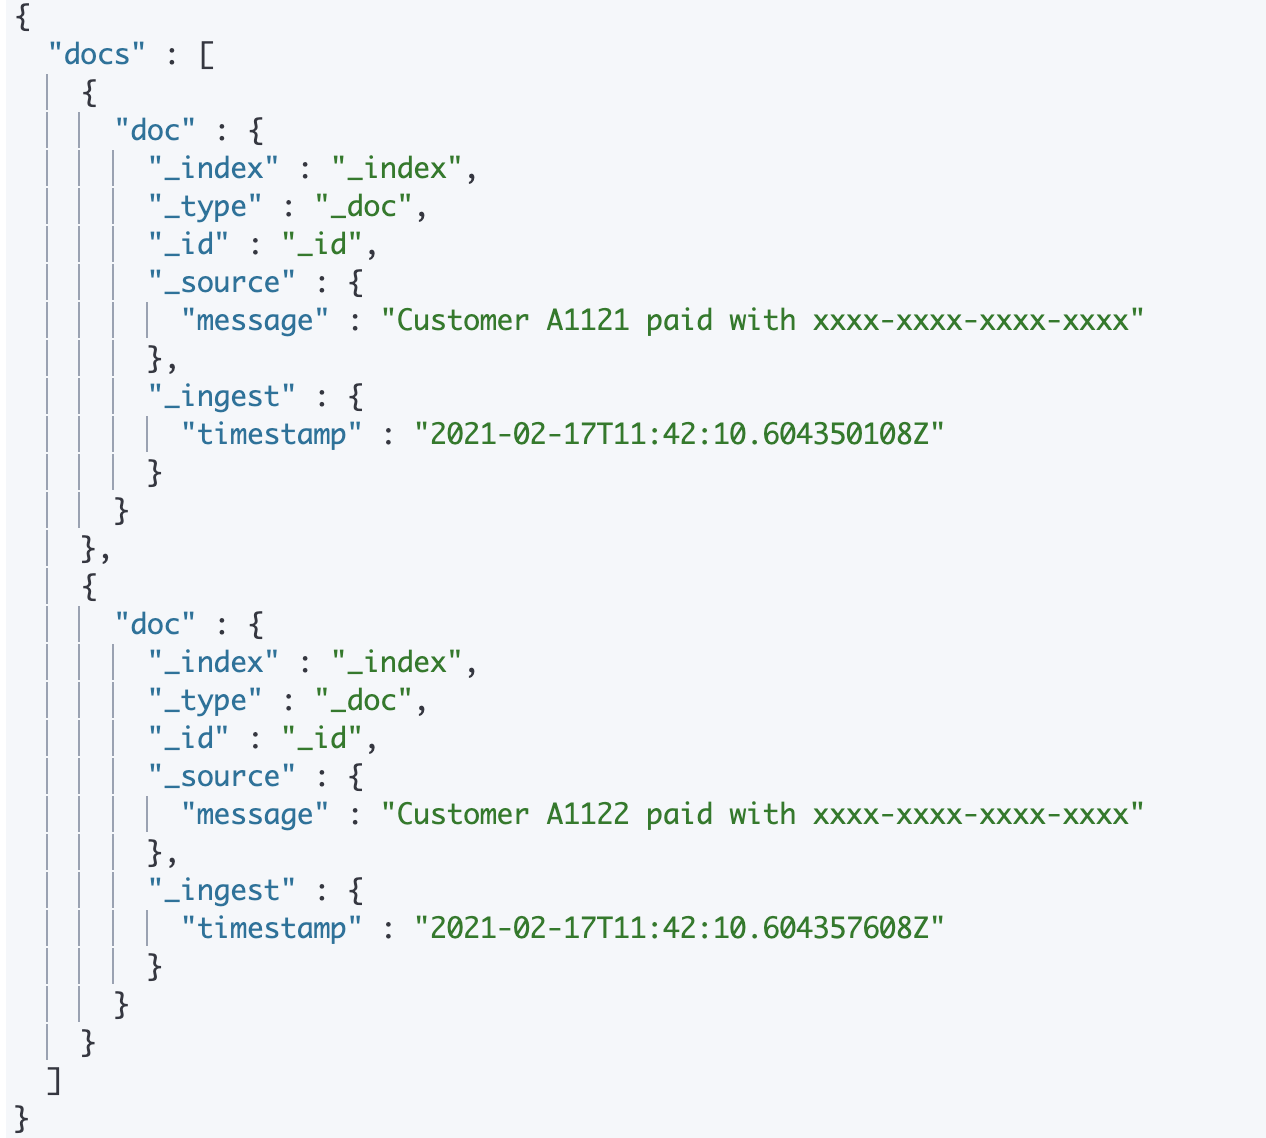 {
  "docs" : [
    {
      "doc" : {
        "_index" : "_index",
        "_type" : "_doc",
        "_id" : "_id",
        "_source" : {
          "message" : "Customer A1121 paid with xxxx-xxxx-xxxx-xxxx"
        },
        "_ingest" : {
          "timestamp" : "2021-02-17T11:42:10.604350108Z"
        }
      }
    },
    {
      "doc" : {
        "_index" : "_index",
        "_type" : "_doc",
        "_id" : "_id",
        "_source" : {
          "message" : "Customer A1122 paid with xxxx-xxxx-xxxx-xxxx"
        },
        "_ingest" : {
          "timestamp" : "2021-02-17T11:42:10.604357608Z"
        }
      }
    }
  ]
}